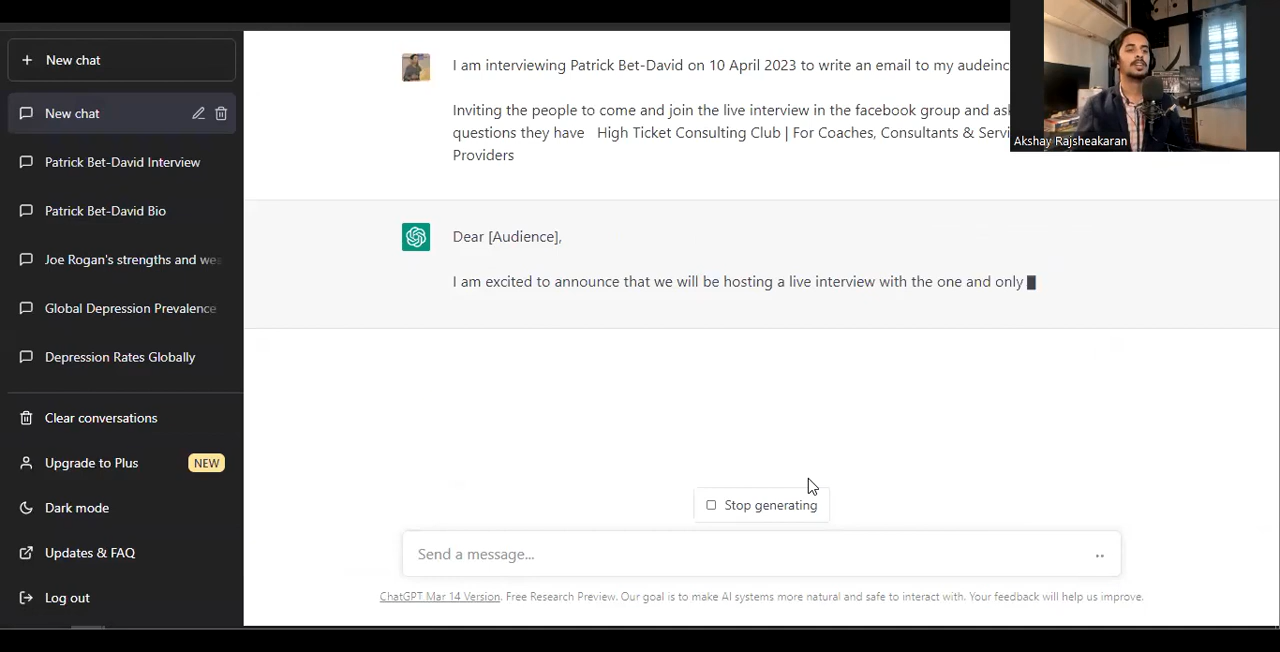 New chat
New chat
Patrick Bet-David Interview
Patrick Bet-David Bio
Joe Rogan's strengths and we
Global Depression Prevalence
Depression Rates Globally
Clear conversations
Upgrade to Plus NEW
Dark mode
Updates & FAQ
Log out
I am interviewing Patrick Bet-David on 10 April 2023 to write an email to my audeinc
Inviting the people to come and join the live interview in the facebook group and as
questions they have High Ticket Consulting Club | For Coaches, Consultants & Servi
Providers
Dear [Audience],
I am excited to announce that we will be hosting a live interview with the one and only
Stop generating
Send a message...
ChatGPT Mar 14 Version. Free Research Preview. Our goal is to make AI systems more natural and safe to interact with. Your feedback will help us improve.
Akshay Rajsheakaran